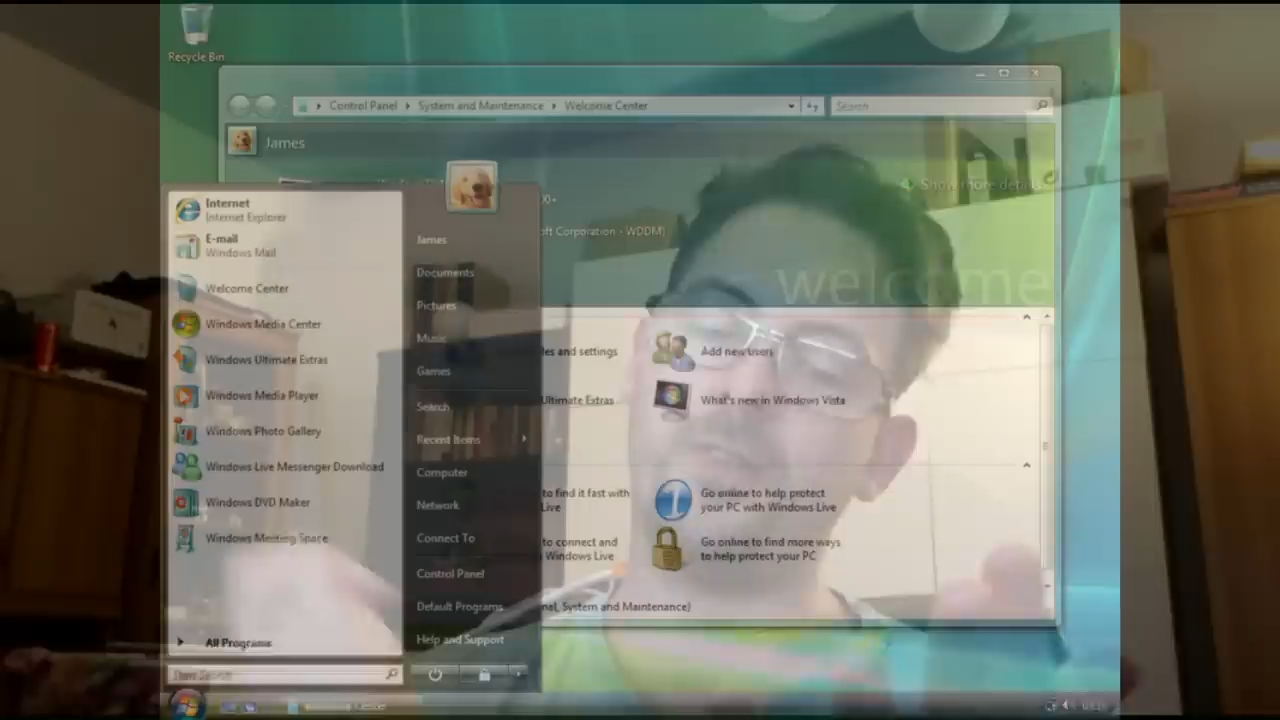 Recycle Bin
Control Panel
System and Maintenance
Welcome Center
Search
James
Show more details
00+
oft Corporation - WDDM)
welcome
Internet
Internet Explorer
E-mail
Windows Mail
Welcome Center
Windows Media Center
Windows Ultimate Extras
Windows Media Player
Windows Photo Gallery
Windows Live Messenger Download
Windows DVD Maker
Windows Meeting Space
All Programs
Start Search
James
Documents
Pictures
Music
Games
Search
Recent Items
Computer
Network
Connect To
Control Panel
Default Programs
Help and Support
les and settings
Add new users
Ultimate Extras
What's new in Windows Vista
to find it fast with
Live
Go online to help protect
your PC with Windows Live
to connect and
Windows Live
Go online to find more ways
to help protect your PC
nal, System and Maintenance)